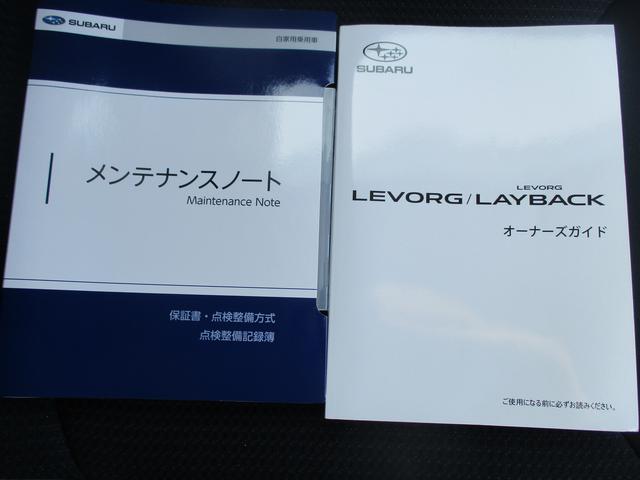 SUBARU
自家用乗用車
メンテナンスノート
Maintenance Note
保証書・点検整備方式
点検整備記録簿
SUBARU
LEVORG
LEVORG/LAYBACK
オーナーズガイド
ご使用になる前に必ずお読みください。